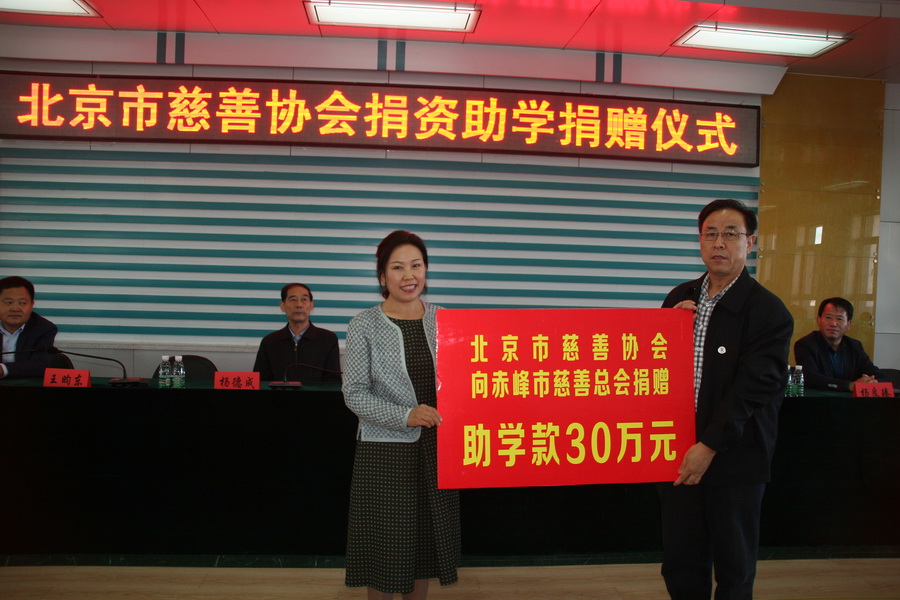 北京市慈善协会捐资助学捐赠仪式
北京市慈善协会
向赤峰市慈善总会捐赠
助学款30万元
王昫东
杨德成